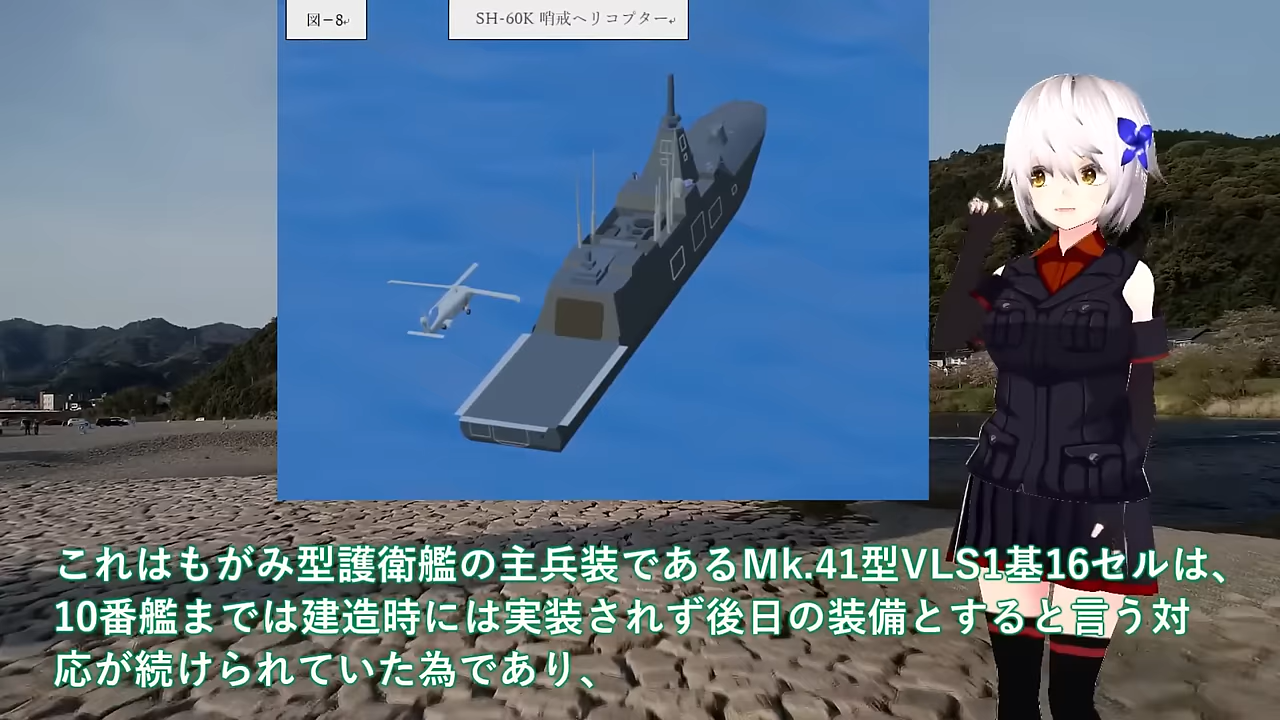 図－8
SH-60K 哨戒ヘリコプター
これはもがみ型護衛艦の主兵装であるMk.41型VLS1基16セルは、
10番艦までは建造時には実装されず後日の装備とすると言う対
応が続けられていた為であり、